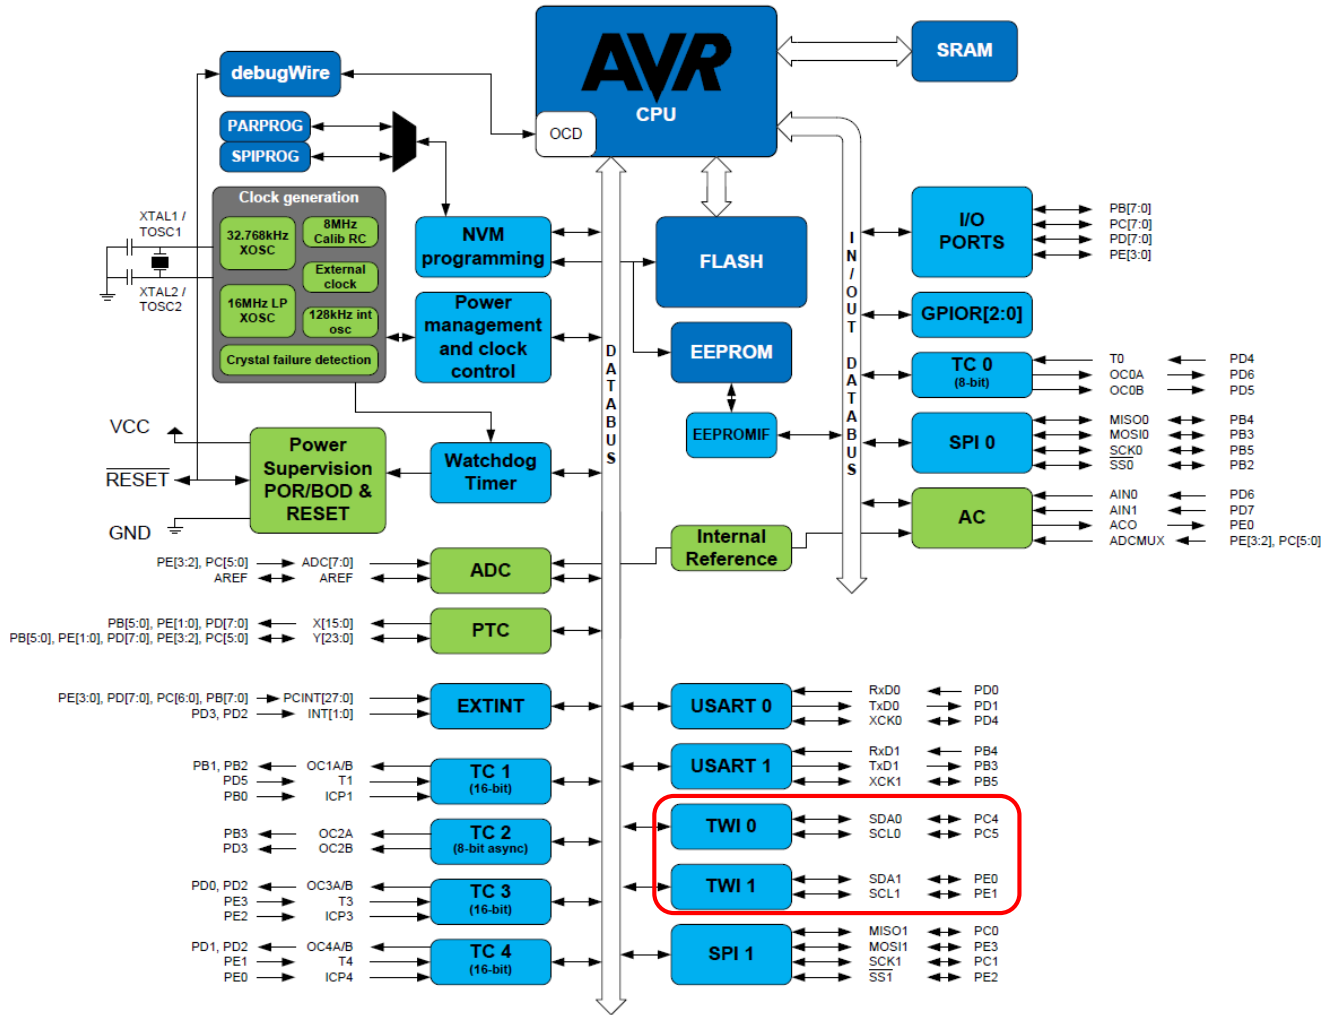 AVR
CPU
OCD
SRAM
debugWire
PARPROG
SPIPROG
Clock generation
XTAL1 /
TOSC1
32.768kHz
XOSC
8MHz
Calib RC
External
clock
XTAL2 /
TOSC2
16MHz LP
XOSC
128kHz int
osc
Crystal failure detection
NVM
programming
Power
management
and clock
control
FLASH
EEPROM
EEPROMIF
DATABUS
IN/OUT DATABUS
I/O
PORTS
PB[7:0]
PC[7:0]
PD[7:0]
PE[3:0]
GPIOR[2:0]
TC 0
(8-bit)
T0 PD4
OC0A PD6
OC0B PD5
SPI 0
MISO0 PB4
MOSI0 PB3
SCK0 PB5
SS0 PB2
AC
AIN0 PD6
AIN1 PD7
ACO PE0
ADCMUX PE[3:2], PC[5:0]
VCC
RESET
GND
Power
Supervision
POR/BOD &
RESET
Watchdog
Timer
Internal
Reference
PE[3:2], PC[5:0] ADC[7:0]
AREF AREF
ADC
PB[5:0], PE[1:0], PD[7:0] X[15:0]
PB[5:0], PE[1:0], PD[7:0], PE[3:2], PC[5:0] Y[23:0]
PTC
PE[3:0], PD[7:0], PC[6:0], PB[7:0] PCINT[27:0]
PD3, PD2 INT[1:0]
EXTINT
PB1, PB2 OC1A/B
PD5 T1
PB0 ICP1
TC 1
(16-bit)
PB3 OC2A
PD3 OC2B
TC 2
(8-bit async)
PD0, PD2 OC3A/B
PE3 T3
PE2 ICP3
TC 3
(16-bit)
PD1, PD2 OC4A/B
PE1 T4
PE0 ICP4
TC 4
(16-bit)
USART 0
RxD0 PD0
TxD0 PD1
XCK0 PD4
USART 1
RxD1 PB4
TxD1 PB3
XCK1 PB5
TWI 0
SDA0 PC4
SCL0 PC5
TWI 1
SDA1 PE0
SCL1 PE1
SPI 1
MISO1 PC0
MOSI1 PE3
SCK1 PC1
SS1 PE2